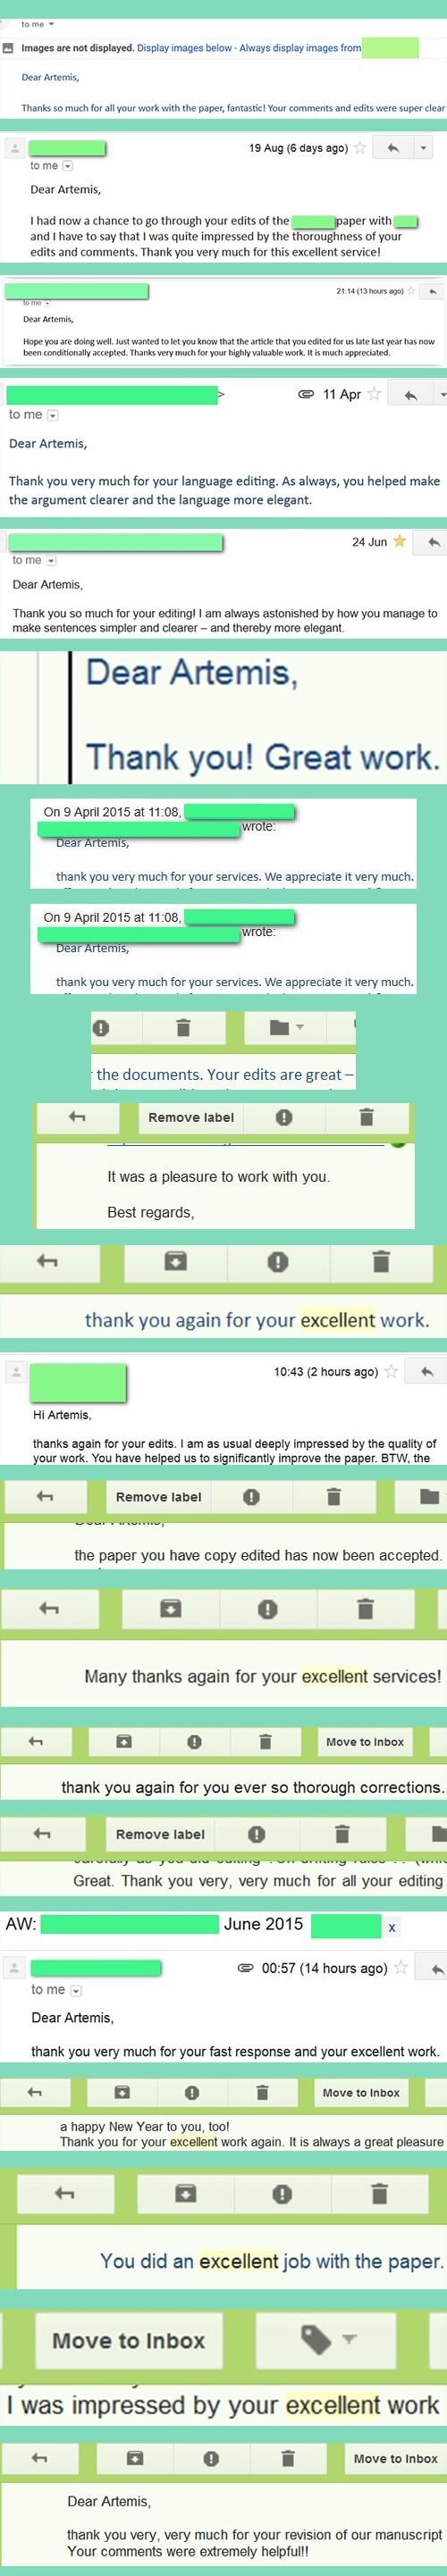 to me
Images are not displayed. Display images below - Always display images from
Dear Artemis,
Thanks so much for all your work with the paper, fantastic! Your comments and edits were super clear
19 Aug (6 days ago)
to me
Dear Artemis,
I had now a chance to go through your edits of the paper with
and I have to say that I was quite impressed by the thoroughness of your
edits and comments. Thank you very much for this excellent service!
21:14 (13 hours ago)
to me
Dear Artemis,
Hope you are doing well. Just wanted to let you know that the article that you edited for us late last year has now
been conditionally accepted. Thanks very much for your highly valuable work. It is much appreciated.
> 11 Apr
to me
Dear Artemis,
Thank you very much for your language editing. As always, you helped make
the argument clearer and the language more elegant.
24 Jun
to me
Dear Artemis,
Thank you so much for your editing! I am always astonished by how you manage to
make sentences simpler and clearer – and thereby more elegant.
Dear Artemis,
Thank you! Great work.
On 9 April 2015 at 11:08,
wrote:
Dear Artemis,
thank you very much for your services. We appreciate it very much.
On 9 April 2015 at 11:08,
wrote:
Dear Artemis,
thank you very much for your services. We appreciate it very much.
the documents. Your edits are great –
Remove label
It was a pleasure to work with you.
Best regards,
thank you again for your excellent work.
10:43 (2 hours ago)
Hi Artemis,
thanks again for your edits. I am as usual deeply impressed by the quality of
your work. You have helped us to significantly improve the paper. BTW, the
Remove label
Dear Artemis,
the paper you have copy edited has now been accepted.
Many thanks again for your excellent services!
Move to Inbox
thank you again for you ever so thorough corrections.
Remove label
Great. Thank you very, very much for all your editing
AW: June 2015 x
00:57 (14 hours ago)
to me
Dear Artemis,
thank you very much for your fast response and your excellent work.
Move to Inbox
a happy New Year to you, too!
Thank you for your excellent work again. It is always a great pleasure
You did an excellent job with the paper.
Move to Inbox
I was impressed by your excellent work
Move to Inbox
Dear Artemis,
thank you very, very much for your revision of our manuscript
Your comments were extremely helpful!!